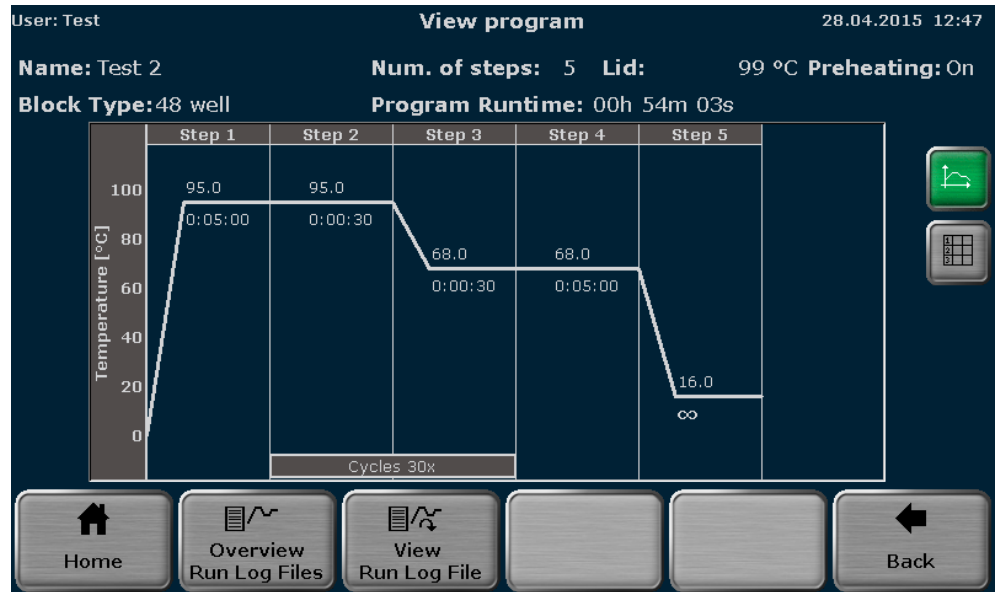 User: Test View program 28.04.2015 12:47
Name: Test 2 Num. of steps: 5 Lid: 99 °C Preheating: On
Block Type:48 well Program Runtime: 00h 54m 03s
Step 1 Step 2 Step 3 Step 4 Step 5
Temperature [°C]
100
80
60
40
20
0
95.0 95.0
0:05:00 0:00:30
68.0 68.0
0:00:30 0:05:00
16.0
∞
Cycles 30x
1
2
3
Home
Overview
Run Log Files
View
Run Log File
Back